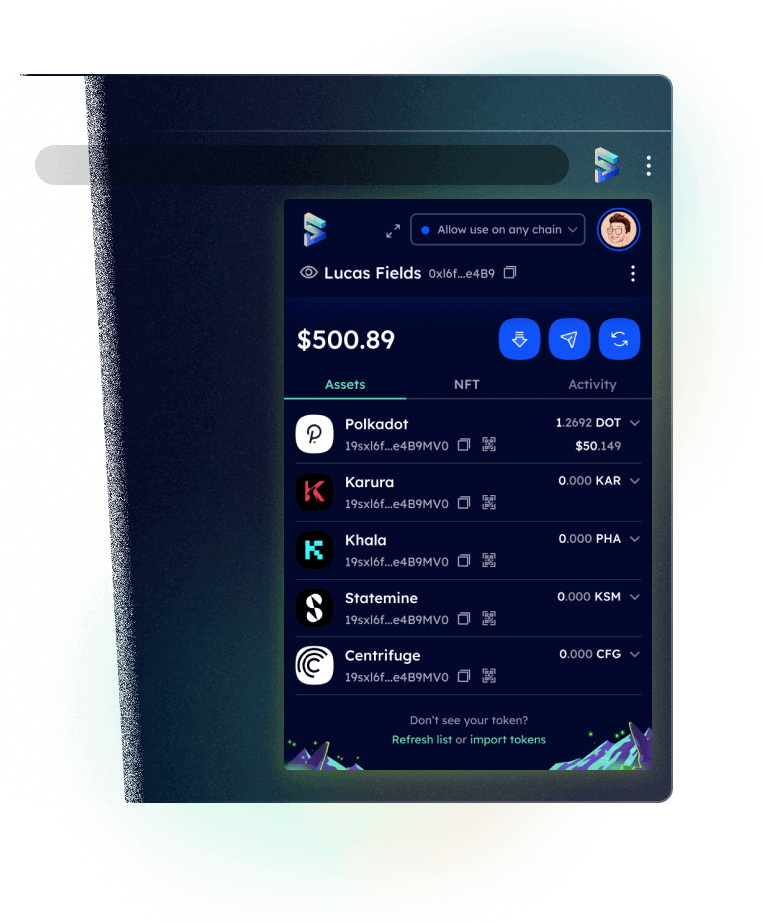 Allow use on any chain
Lucas Fields 0xl6f...e4B9
$500.89
Assets NFT Activity
Polkadot 1.2692 DOT
19sxl6f...e4B9MV0 $50.149
Karura 0.000 KAR
19sxl6f...e4B9MV0
Khala 0.000 PHA
19sxl6f...e4B9MV0
Statemine 0.000 KSM
19sxl6f...e4B9MV0
Centrifuge 0.000 CFG
19sxl6f...e4B9MV0
Don't see your token?
Refresh list or import tokens